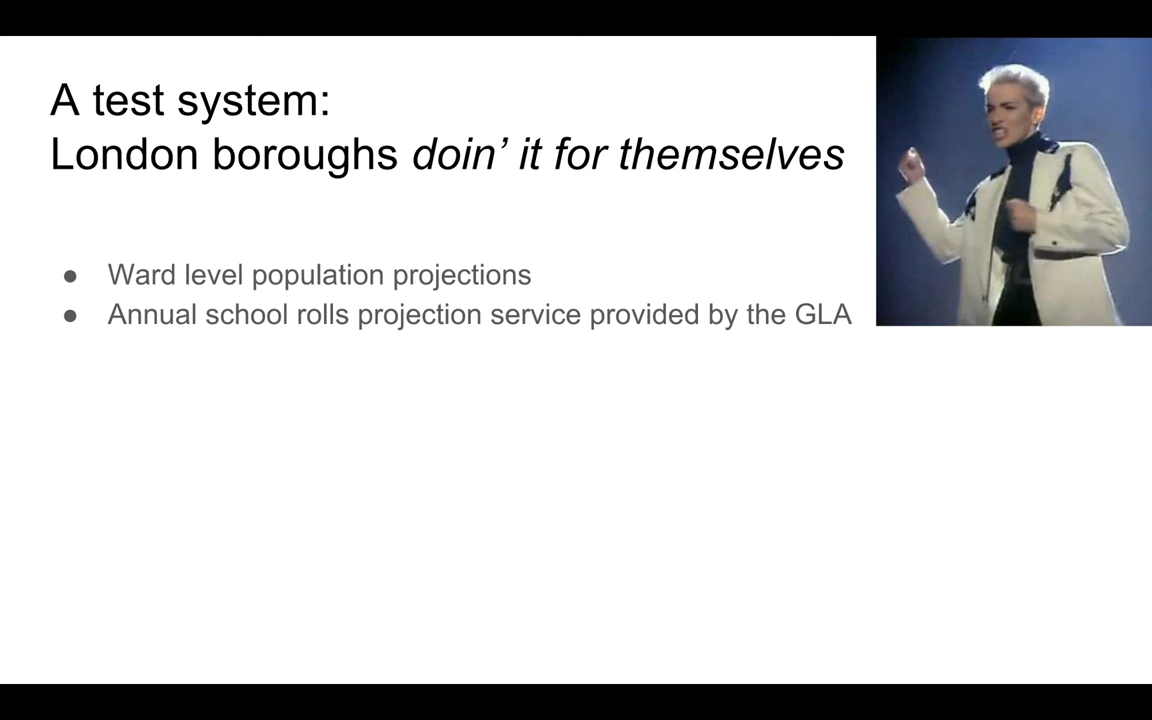 A test system:
London boroughs doin’ it for themselves
● Ward level population projections
● Annual school rolls projection service provided by the GLA